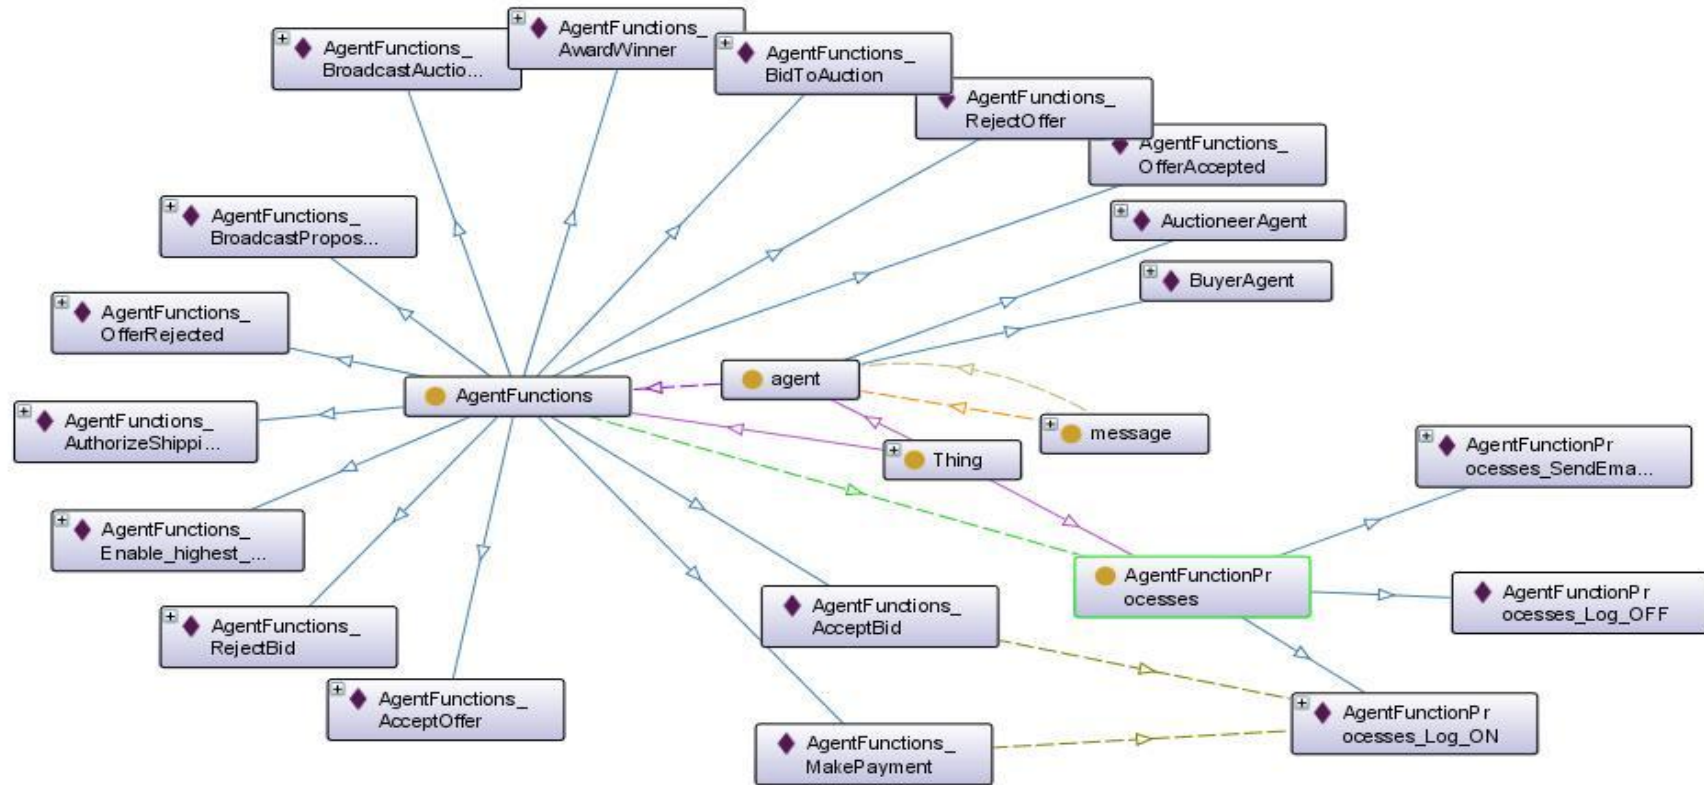 AgentFunctions_
BroadcastAuctio...
AgentFunctions_
AwardWinner
AgentFunctions_
BidToAuction
AgentFunctions_
RejectOffer
AgentFunctions_
OfferAccepted
AgentFunctions_
BroadcastPropos...
AuctioneerAgent
BuyerAgent
AgentFunctions_
OfferRejected
AgentFunctions
agent
AgentFunctions_
AuthorizeShippi...
message
Thing
AgentFunctionPr
ocesses_SendEma...
AgentFunctions_
Enable_highest_...
AgentFunctionPr
ocesses
AgentFunctionPr
ocesses_Log_OFF
AgentFunctions_
AcceptBid
AgentFunctions_
RejectBid
AgentFunctions_
AcceptOffer
AgentFunctionPr
ocesses_Log_ON
AgentFunctions_
MakePayment